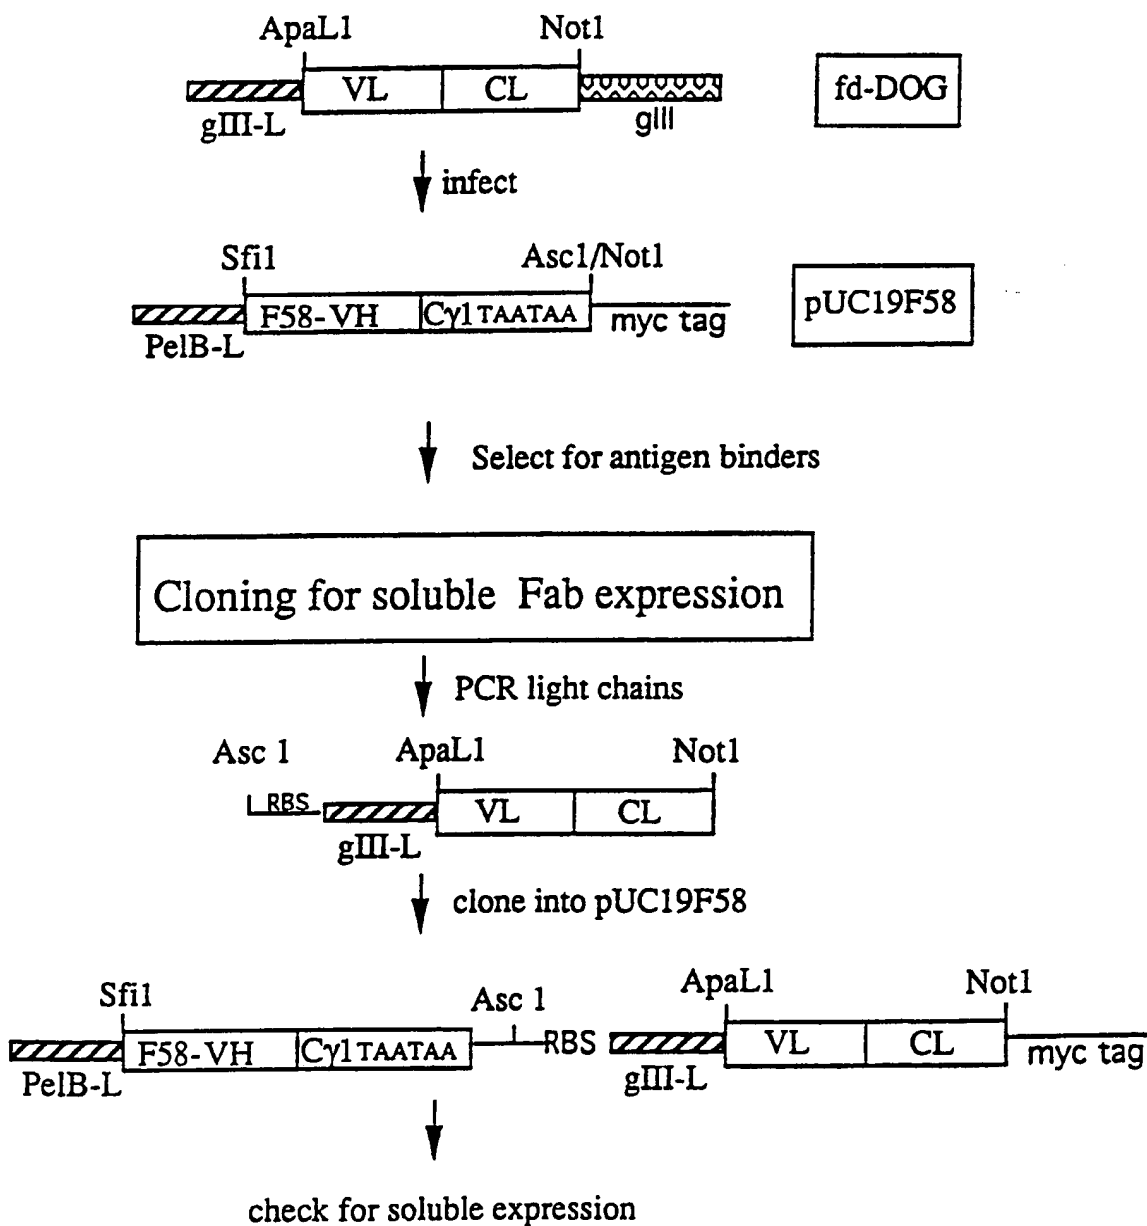 ApaL1 Not1
VL CL fd-DOG
gIII-L gIII
infect
Sfi1 Asc1/Not1
F58-VH Cγ1 TAATAA myc tag pUC19F58
PelB-L
Select for antigen binders
Cloning for soluble Fab expression
PCR light chains
Asc 1 ApaL1 Not1
RBS VL CL
gIII-L
clone into pUC19F58
Sfi1 Asc 1 ApaL1 Not1
F58-VH Cγ1 TAATAA RBS VL CL myc tag
PelB-L gIII-L
check for soluble expression